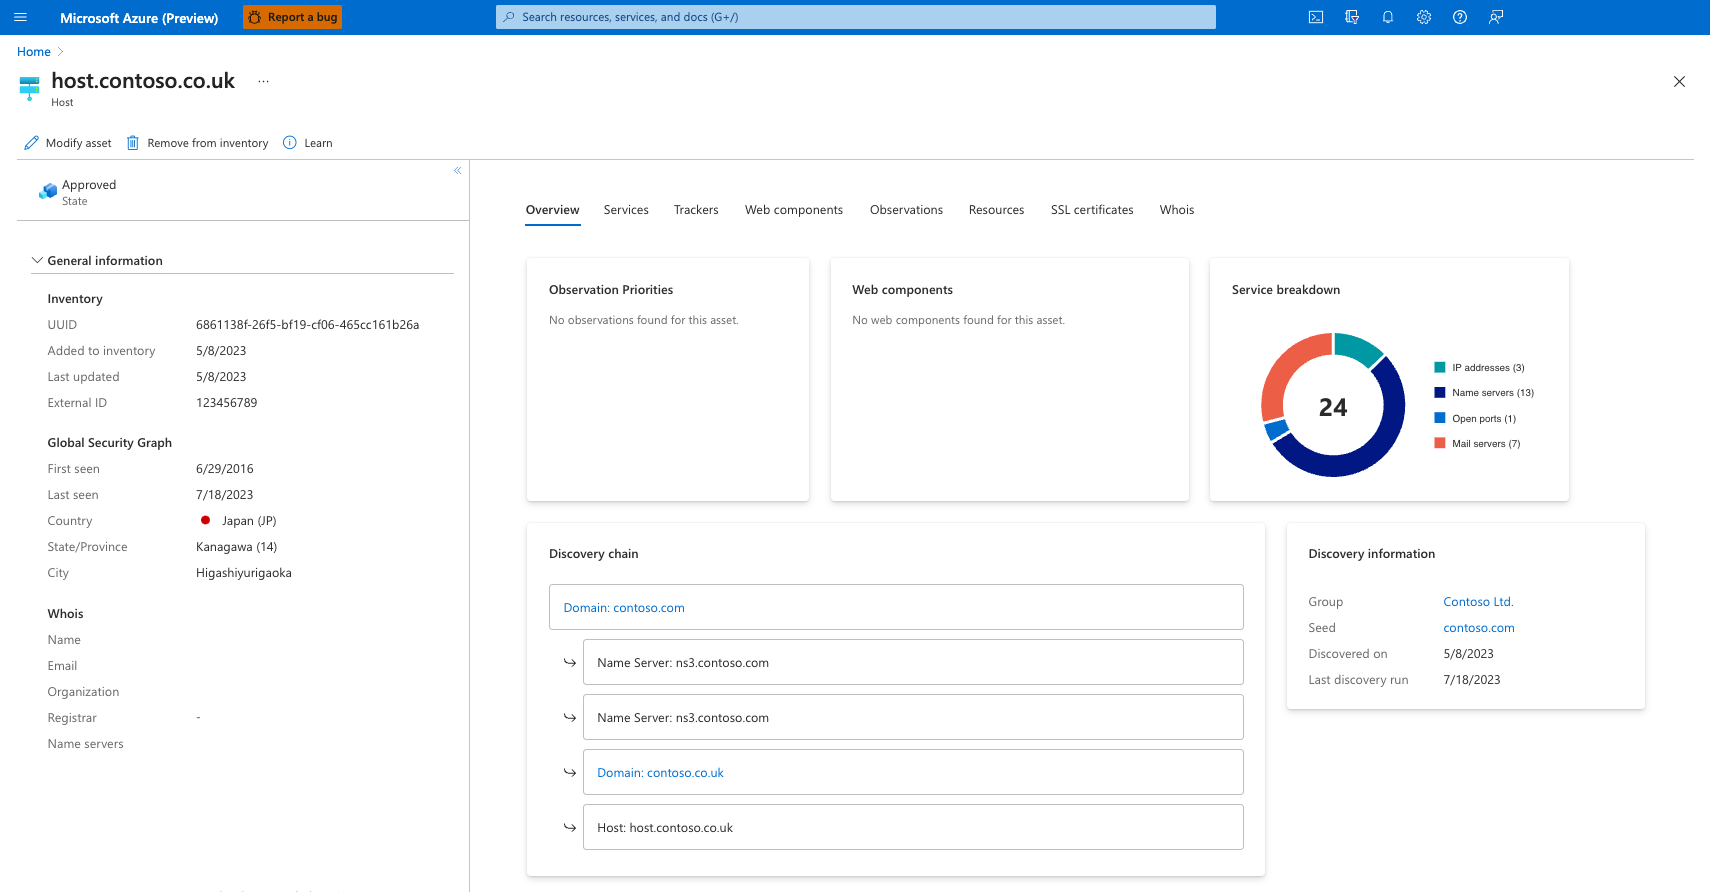 Microsoft Azure (Preview)
Report a bug
Search resources, services, and docs (G+/)
Home
host.contoso.co.uk
...
Host
Modify asset
Remove from inventory
Learn
Approved
State
General information
Inventory
UUID 6861138f-26f5-bf19-cf06-465cc161b26a
Added to inventory 5/8/2023
Last updated 5/8/2023
External ID 123456789
Global Security Graph
First seen 6/29/2016
Last seen 7/18/2023
Country Japan (JP)
State/Province Kanagawa (14)
City Higashiyurigaoka
Whois
Name
Email
Organization
Registrar -
Name servers
Overview Services Trackers Web components Observations Resources SSL certificates Whois
Observation Priorities
No observations found for this asset.
Web components
No web components found for this asset.
Service breakdown
24
IP addresses (3)
Name servers (13)
Open ports (1)
Mail servers (7)
Discovery chain
Domain: contoso.com
Name Server: ns3.contoso.com
Name Server: ns3.contoso.com
Domain: contoso.co.uk
Host: host.contoso.co.uk
Discovery information
Group Contoso Ltd.
Seed contoso.com
Discovered on 5/8/2023
Last discovery run 7/18/2023